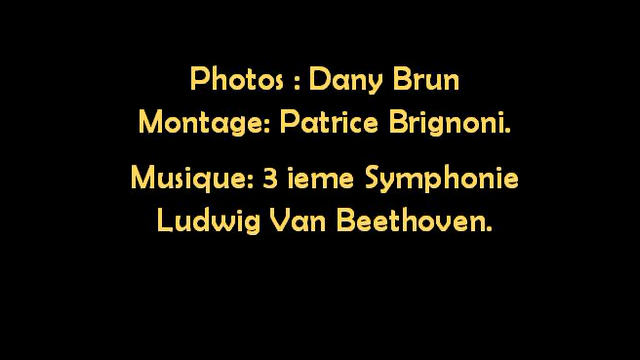 Photos : Dany Brun
Montage: Patrice Brignoni.
Musique: 3 ieme Symphonie
Ludwig Van Beethoven.